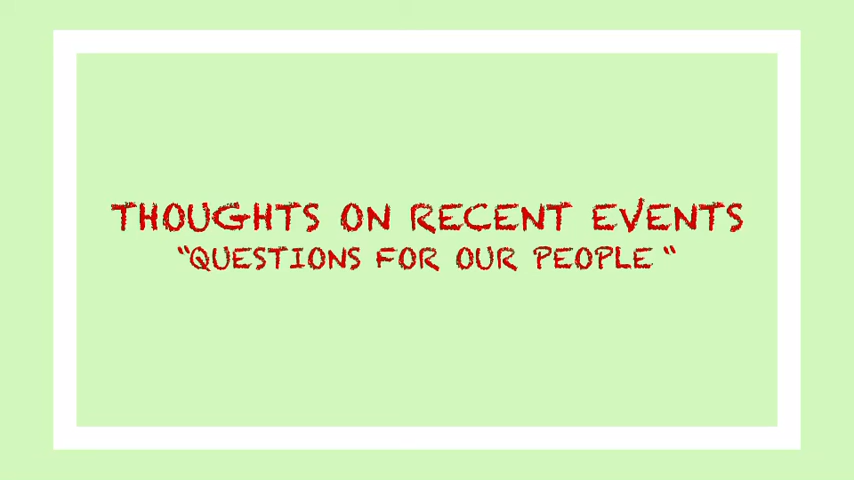 THOUGHTS ON RECENT EVENTS
“QUESTIONS FOR OUR PEOPLE “